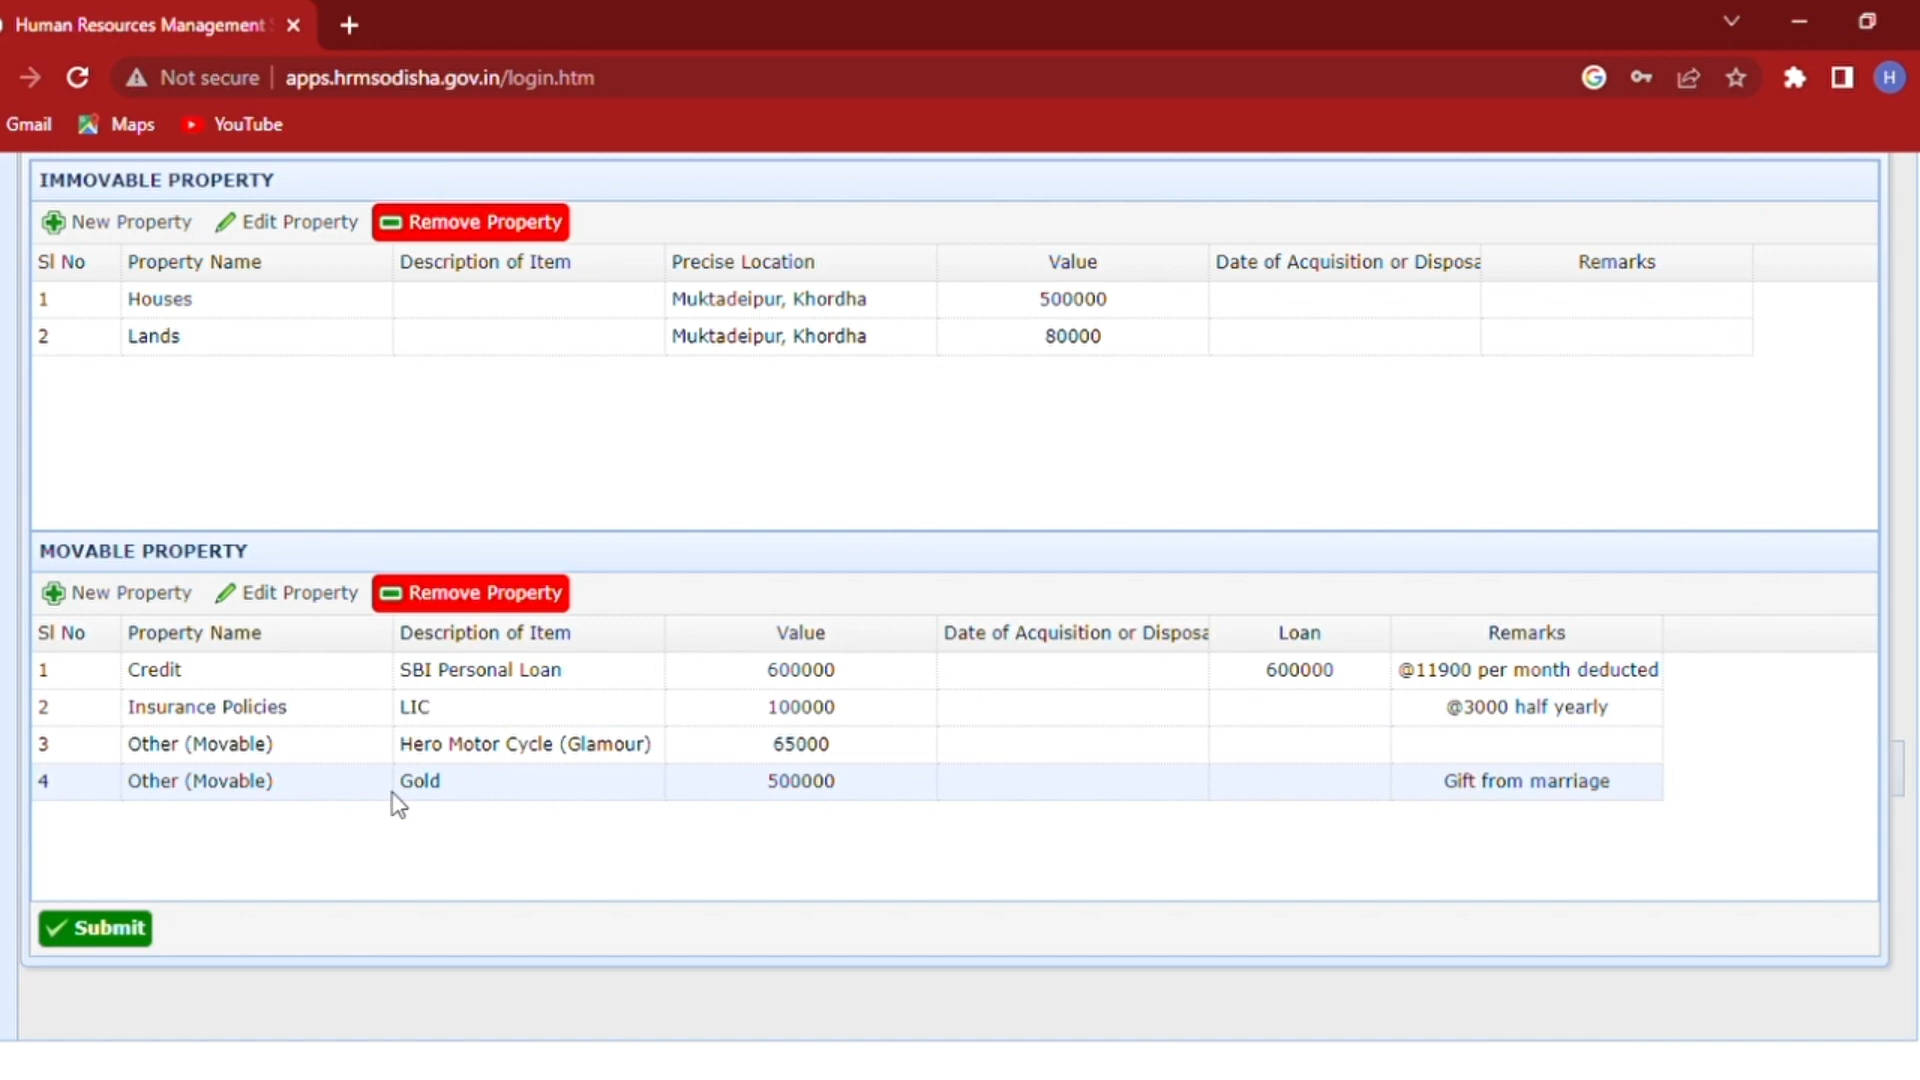 Human Resources Management
Not secure apps.hrmsodisha.gov.in/login.htm H
Gmail Maps YouTube
IMMOVABLE PROPERTY
New Property Edit Property Remove Property
Sl No Property Name Description of Item Precise Location Value Date of Acquisition or Disposa Remarks
1 Houses Muktadeipur, Khordha 500000
2 Lands Muktadeipur, Khordha 80000
MOVABLE PROPERTY
New Property Edit Property Remove Property
Sl No Property Name Description of Item Value Date of Acquisition or Disposa Loan Remarks
1 Credit SBI Personal Loan 600000 600000 @11900 per month deducted
2 Insurance Policies LIC 100000 @3000 half yearly
3 Other (Movable) Hero Motor Cycle (Glamour) 65000
4 Other (Movable) Gold 500000 Gift from marriage
Submit